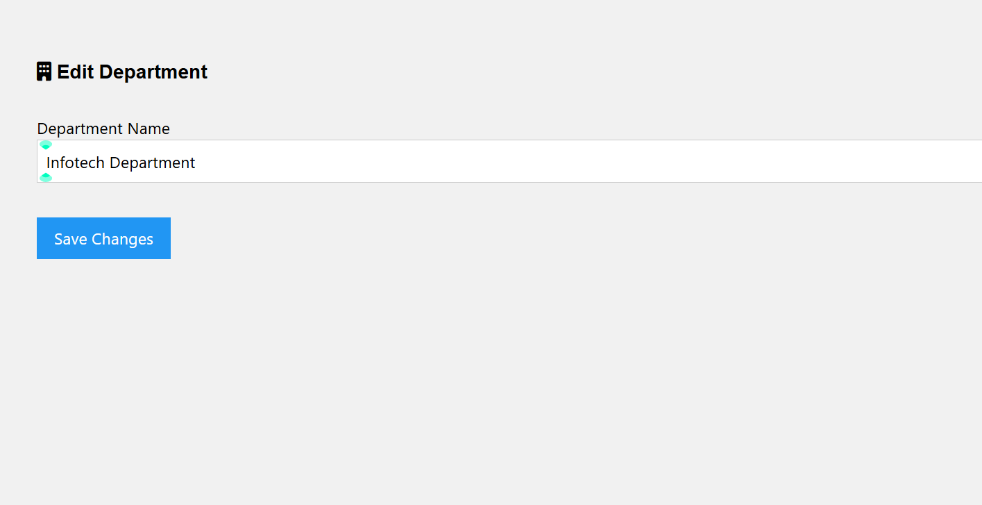 Edit Department
Department Name
Infotech Department
Save Changes